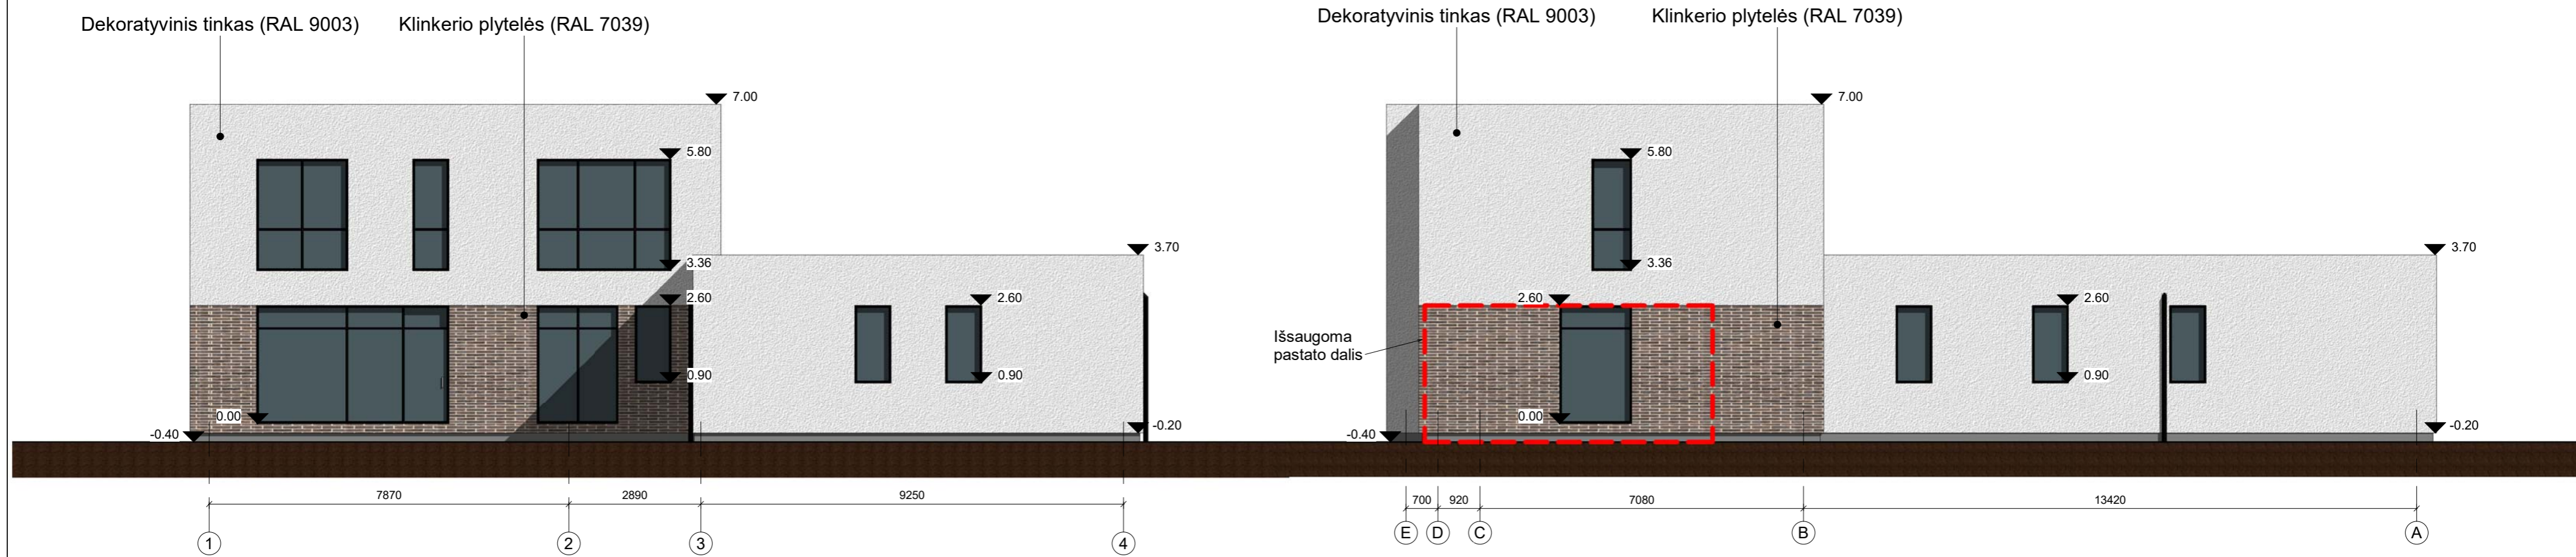 Dekoratyvinis tinkas (RAL 9003)
Klinkerio plytelės (RAL 7039)
7.00
5.80
3.36
3.70
2.60
2.60
0.90
0.90
0.00
-0.40
-0.20
7870
2890
9250
1
2
3
4
Dekoratyvinis tinkas (RAL 9003)
Klinkerio plytelės (RAL 7039)
7.00
5.80
3.36
3.70
2.60
2.60
Išsaugoma
pastato dalis
0.90
0.00
-0.40
-0.20
700
920
7080
13420
E
D
C
B
A